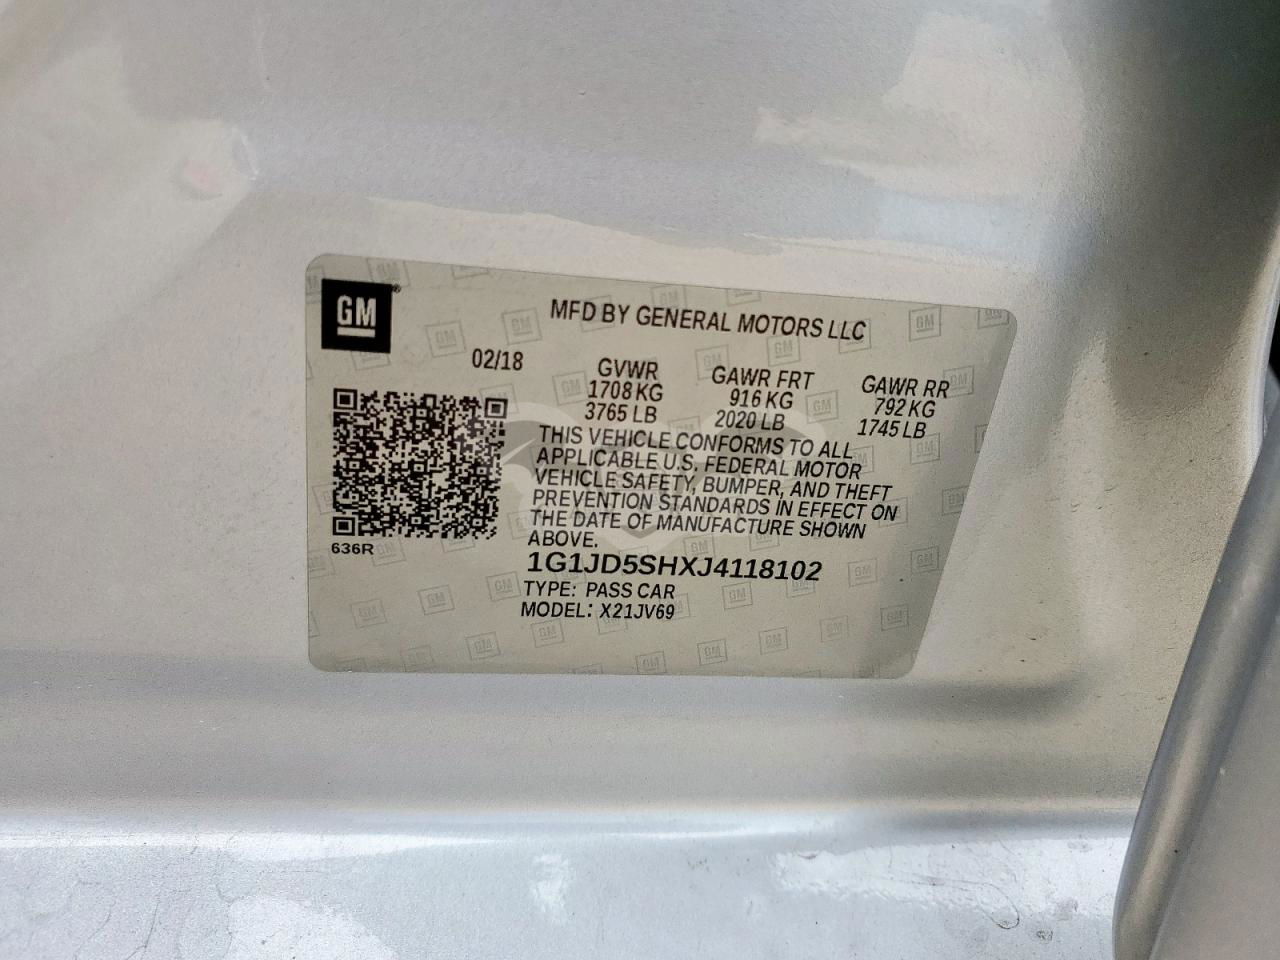 GM®
MFD BY GENERAL MOTORS LLC
02/18
GVWR
1708 KG
3765 LB
GAWR FRT
916 KG
2020 LB
GAWR RR
792 KG
1745 LB
THIS VEHICLE CONFORMS TO ALL
APPLICABLE U.S. FEDERAL MOTOR
VEHICLE SAFETY, BUMPER, AND THEFT
PREVENTION STANDARDS IN EFFECT ON
THE DATE OF MANUFACTURE SHOWN
ABOVE.
636R
1G1JD5SHXJ4118102
TYPE: PASS CAR
MODEL: X21JV69